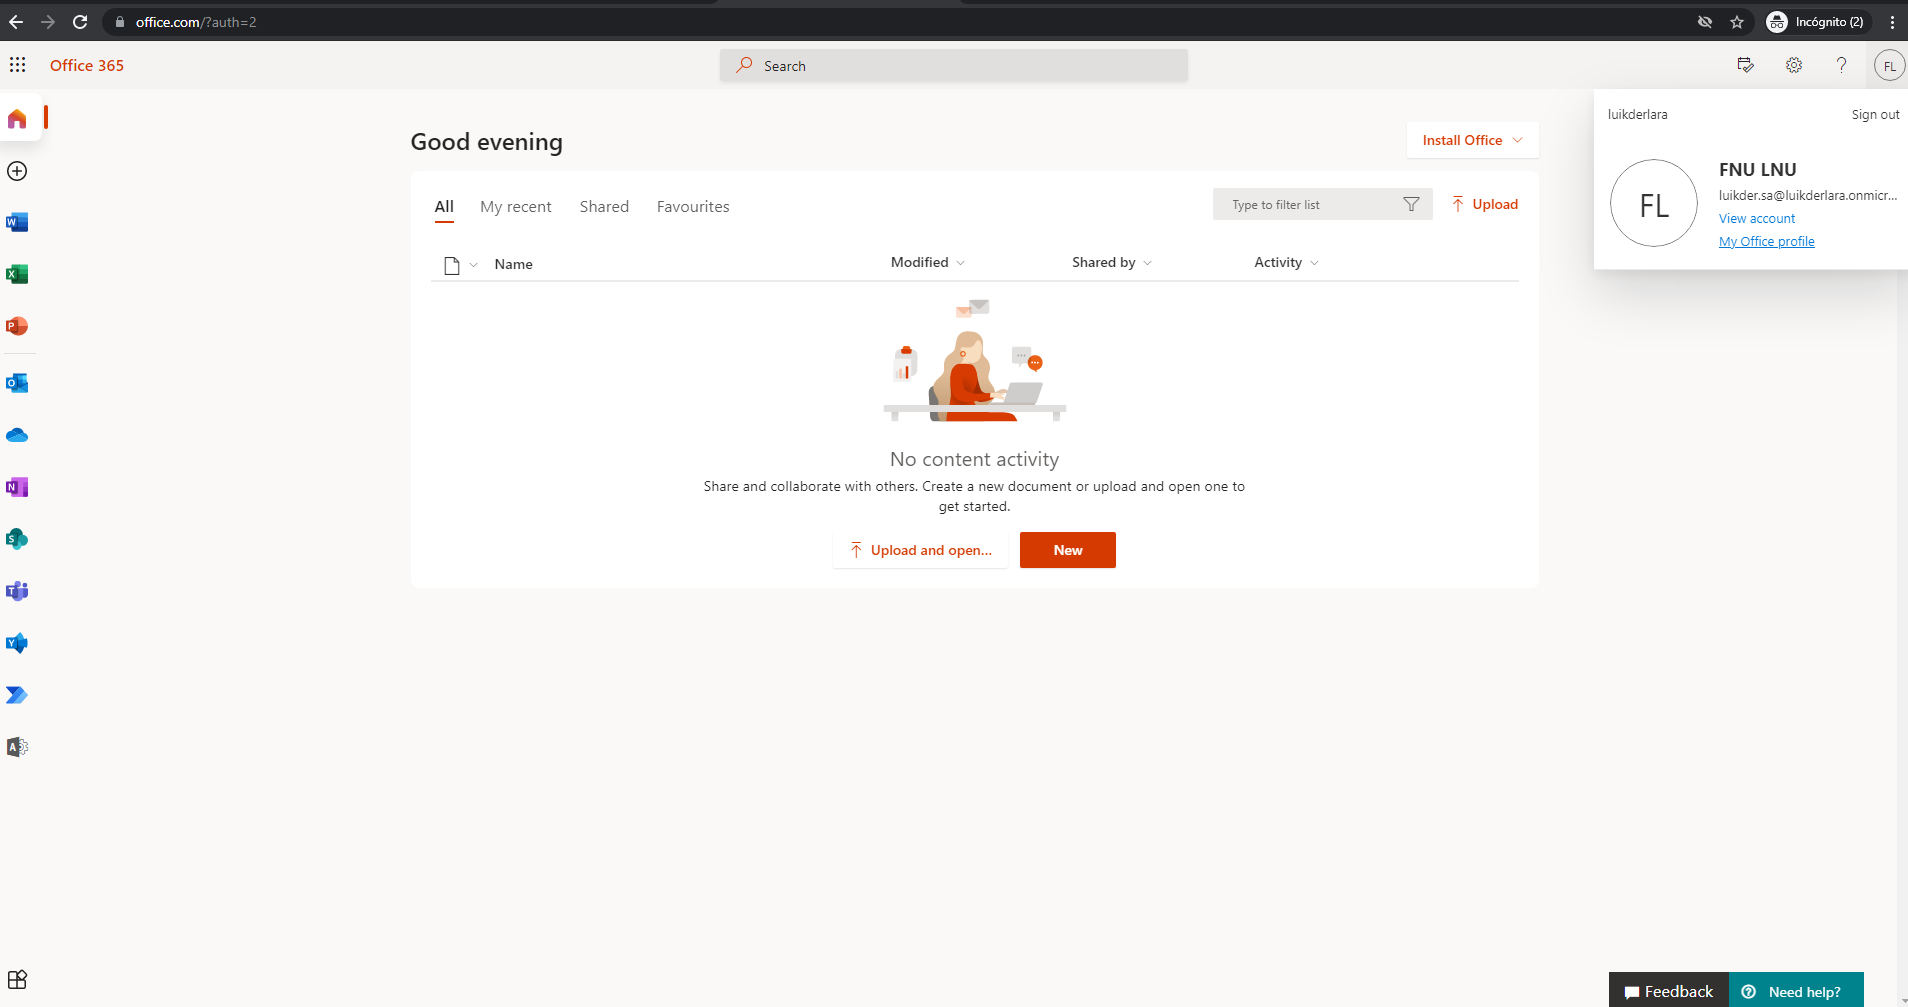 office.com/?auth=2
Incógnito (2)
Office 365
Search
FL
luikderlara
Sign out
FL
FNU LNU
luikder.sa@luikderlara.onmicr...
View account
My Office profile
Good evening
Install Office
All
My recent
Shared
Favourites
Type to filter list
Upload
Name
Modified
Shared by
Activity
No content activity
Share and collaborate with others. Create a new document or upload and open one to
get started.
Upload and open...
New
Feedback
Need help?